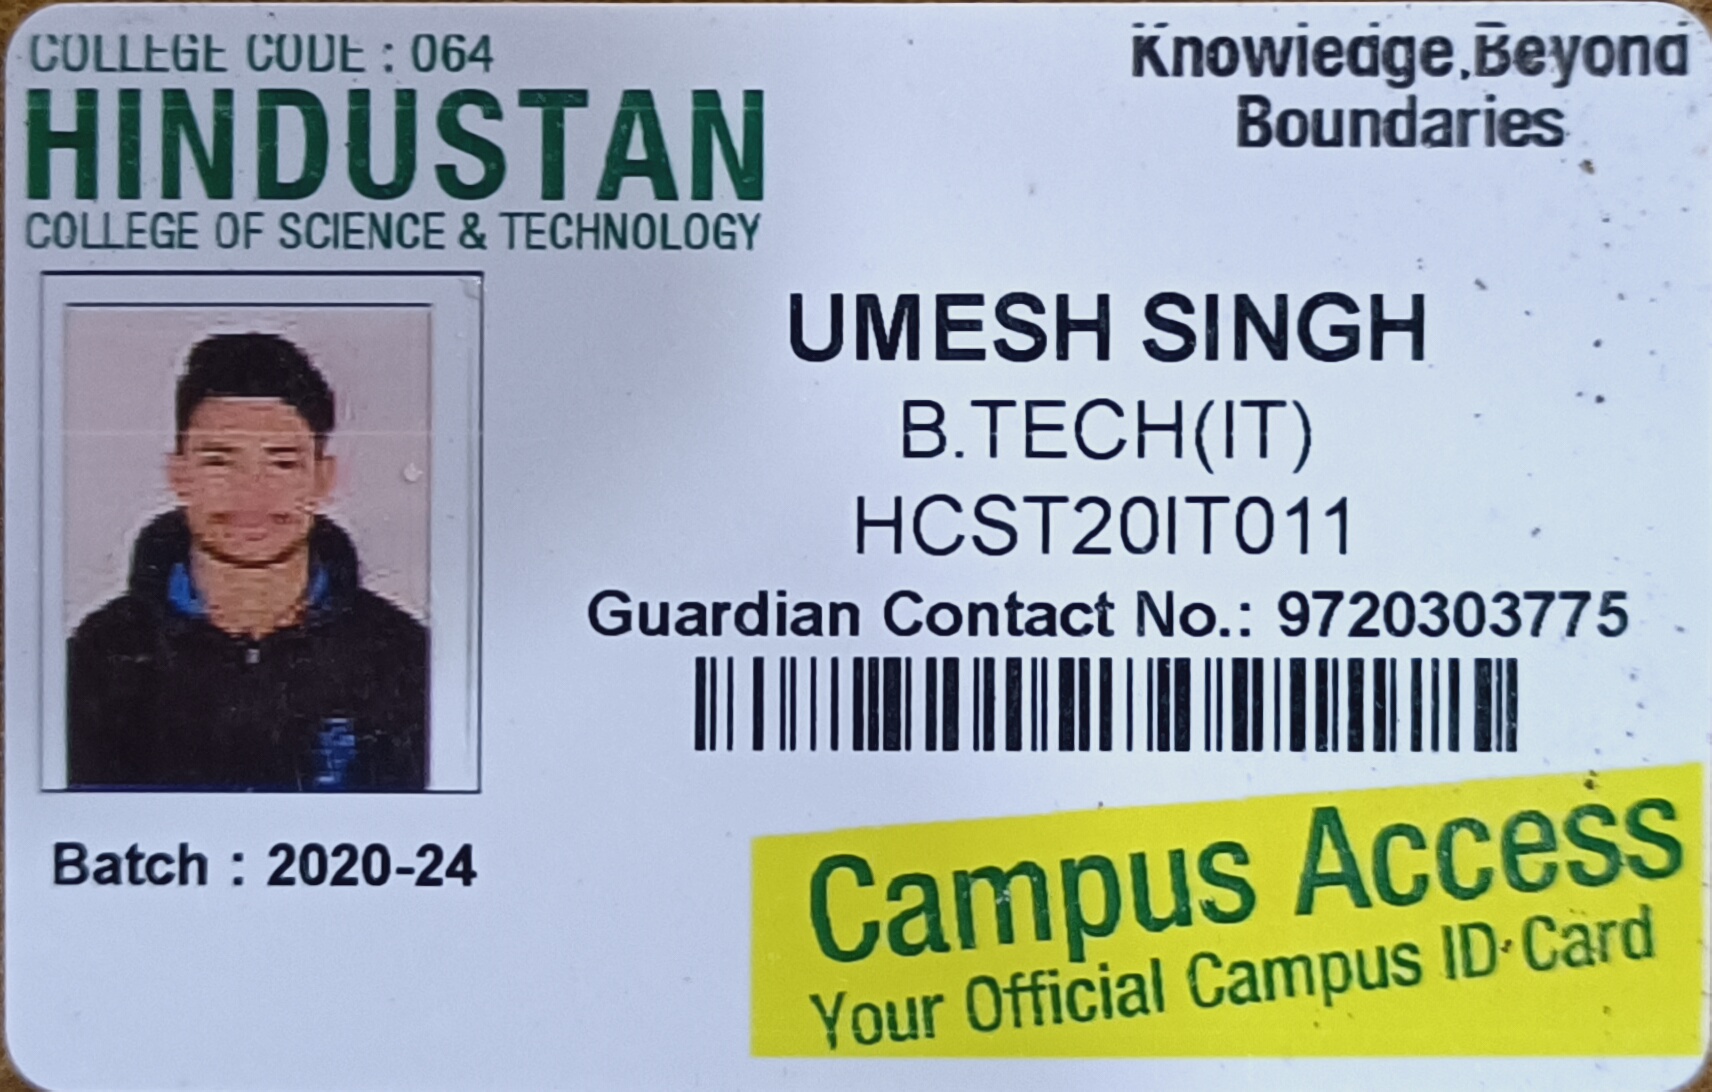 COLLEGE CODE : 064
HINDUSTAN
COLLEGE OF SCIENCE & TECHNOLOGY
Knowledge Beyond
Boundaries
UMESH SINGH
B.TECH(IT)
HCST20IT011
Guardian Contact No.: 9720303775
Batch : 2020-24
Campus Access
Your Official Campus ID Card